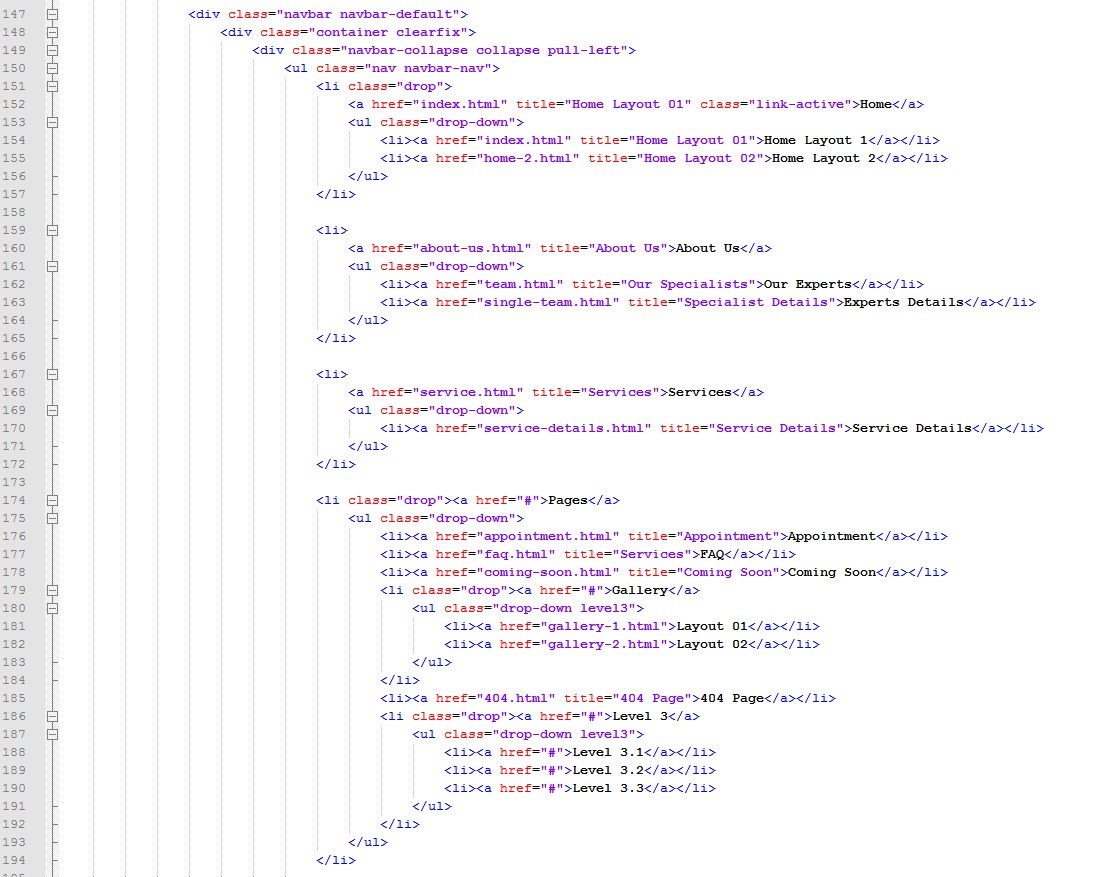 147 <div class="navbar navbar-default">
148 <div class="container clearfix">
149 <div class="navbar-collapse collapse pull-left">
150 <ul class="nav navbar-nav">
151 <li class="drop">
152 <a href="index.html" title="Home Layout 01" class="link-active">Home</a>
153 <ul class="drop-down">
154 <li><a href="index.html" title="Home Layout 01">Home Layout 1</a></li>
155 <li><a href="home-2.html" title="Home Layout 02">Home Layout 2</a></li>
156 </ul>
157 </li>
158
159 <li>
160 <a href="about-us.html" title="About Us">About Us</a>
161 <ul class="drop-down">
162 <li><a href="team.html" title="Our Specialists">Our Experts</a></li>
163 <li><a href="single-team.html" title="Specialist Details">Experts Details</a></li>
164 </ul>
165 </li>
166
167 <li>
168 <a href="service.html" title="Services">Services</a>
169 <ul class="drop-down">
170 <li><a href="service-details.html" title="Service Details">Service Details</a></li>
171 </ul>
172 </li>
173
174 <li class="drop"><a href="#">Pages</a>
175 <ul class="drop-down">
176 <li><a href="appointment.html" title="Appointment">Appointment</a></li>
177 <li><a href="faq.html" title="Services">FAQ</a></li>
178 <li><a href="coming-soon.html" title="Coming Soon">Coming Soon</a></li>
179 <li class="drop"><a href="#">Gallery</a>
180 <ul class="drop-down level3">
181 <li><a href="gallery-1.html">Layout 01</a></li>
182 <li><a href="gallery-2.html">Layout 02</a></li>
183 </ul>
184 </li>
185 <li><a href="404.html" title="404 Page">404 Page</a></li>
186 <li class="drop"><a href="#">Level 3</a>
187 <ul class="drop-down level3">
188 <li><a href="#">Level 3.1</a></li>
189 <li><a href="#">Level 3.2</a></li>
190 <li><a href="#">Level 3.3</a></li>
191 </ul>
192 </li>
193 </ul>
194 </li>